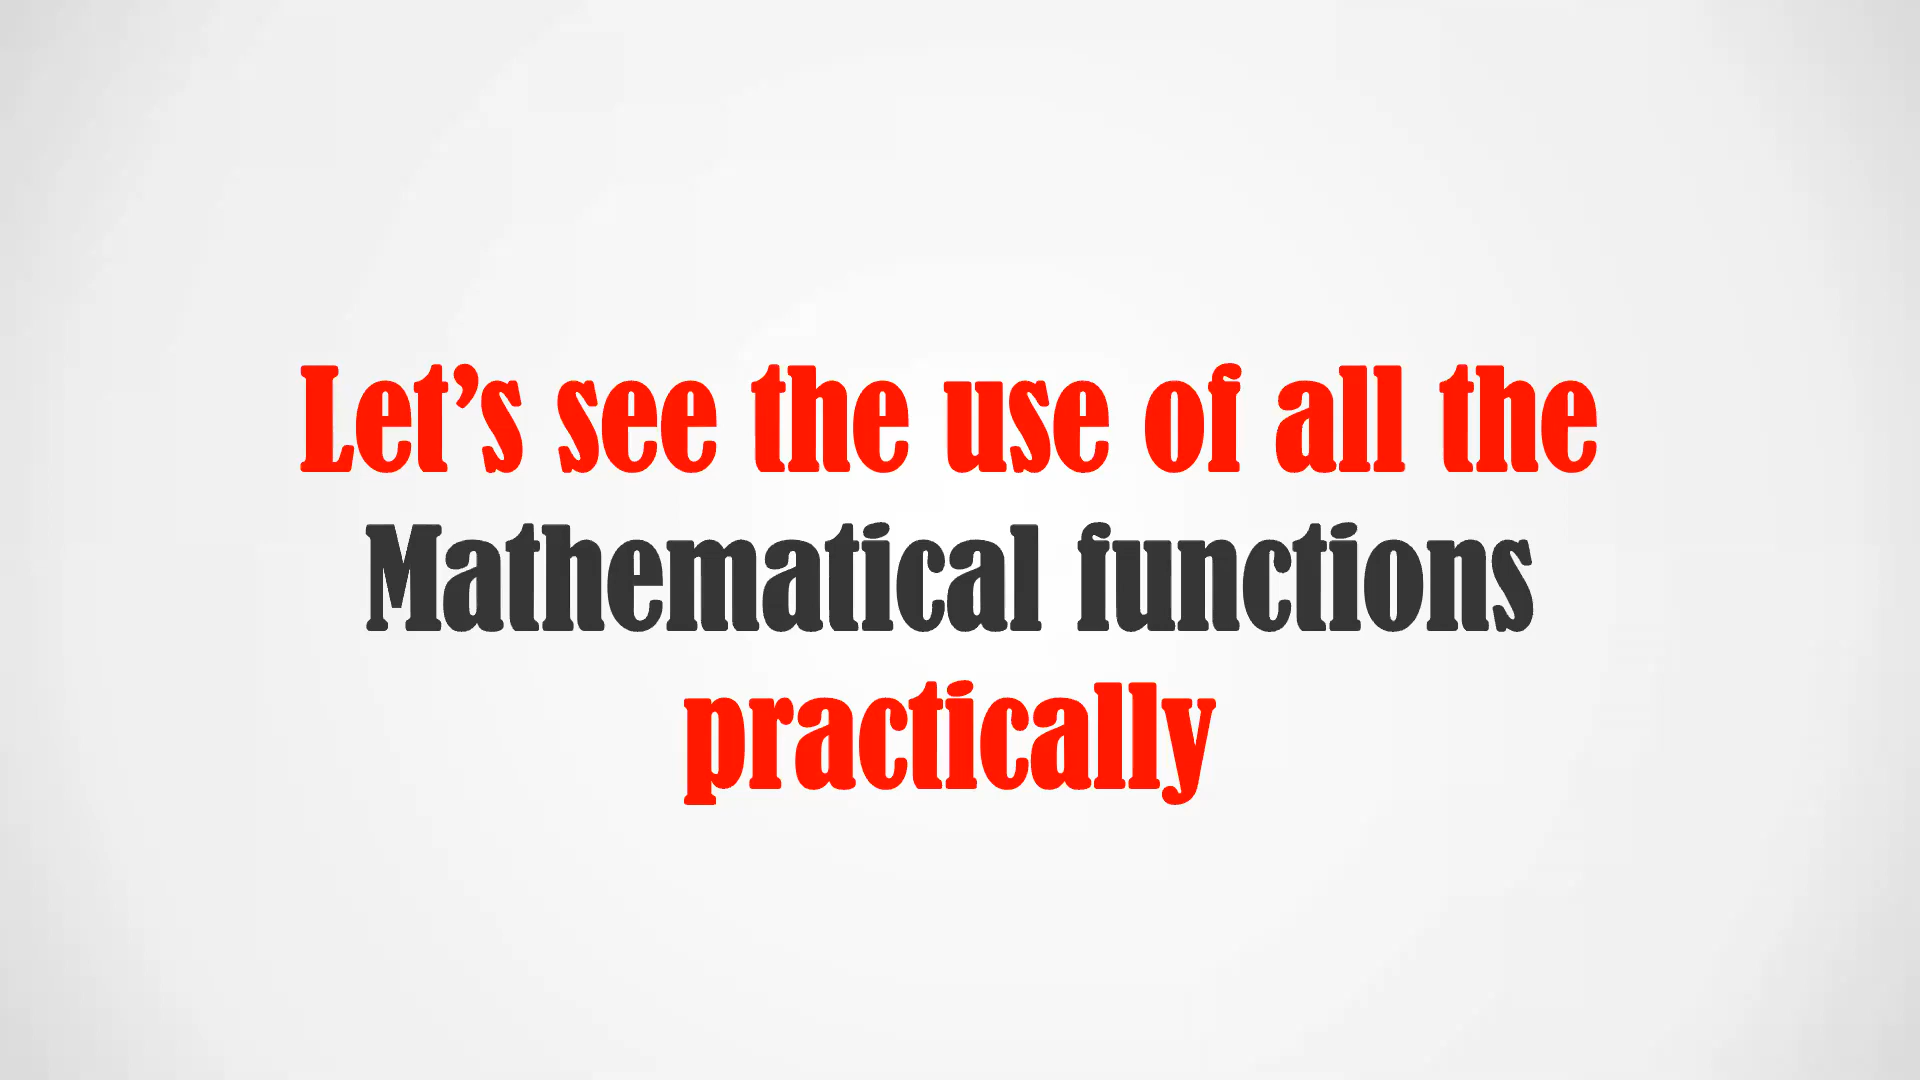 Let’s see the use of all the
Mathematical functions
practically